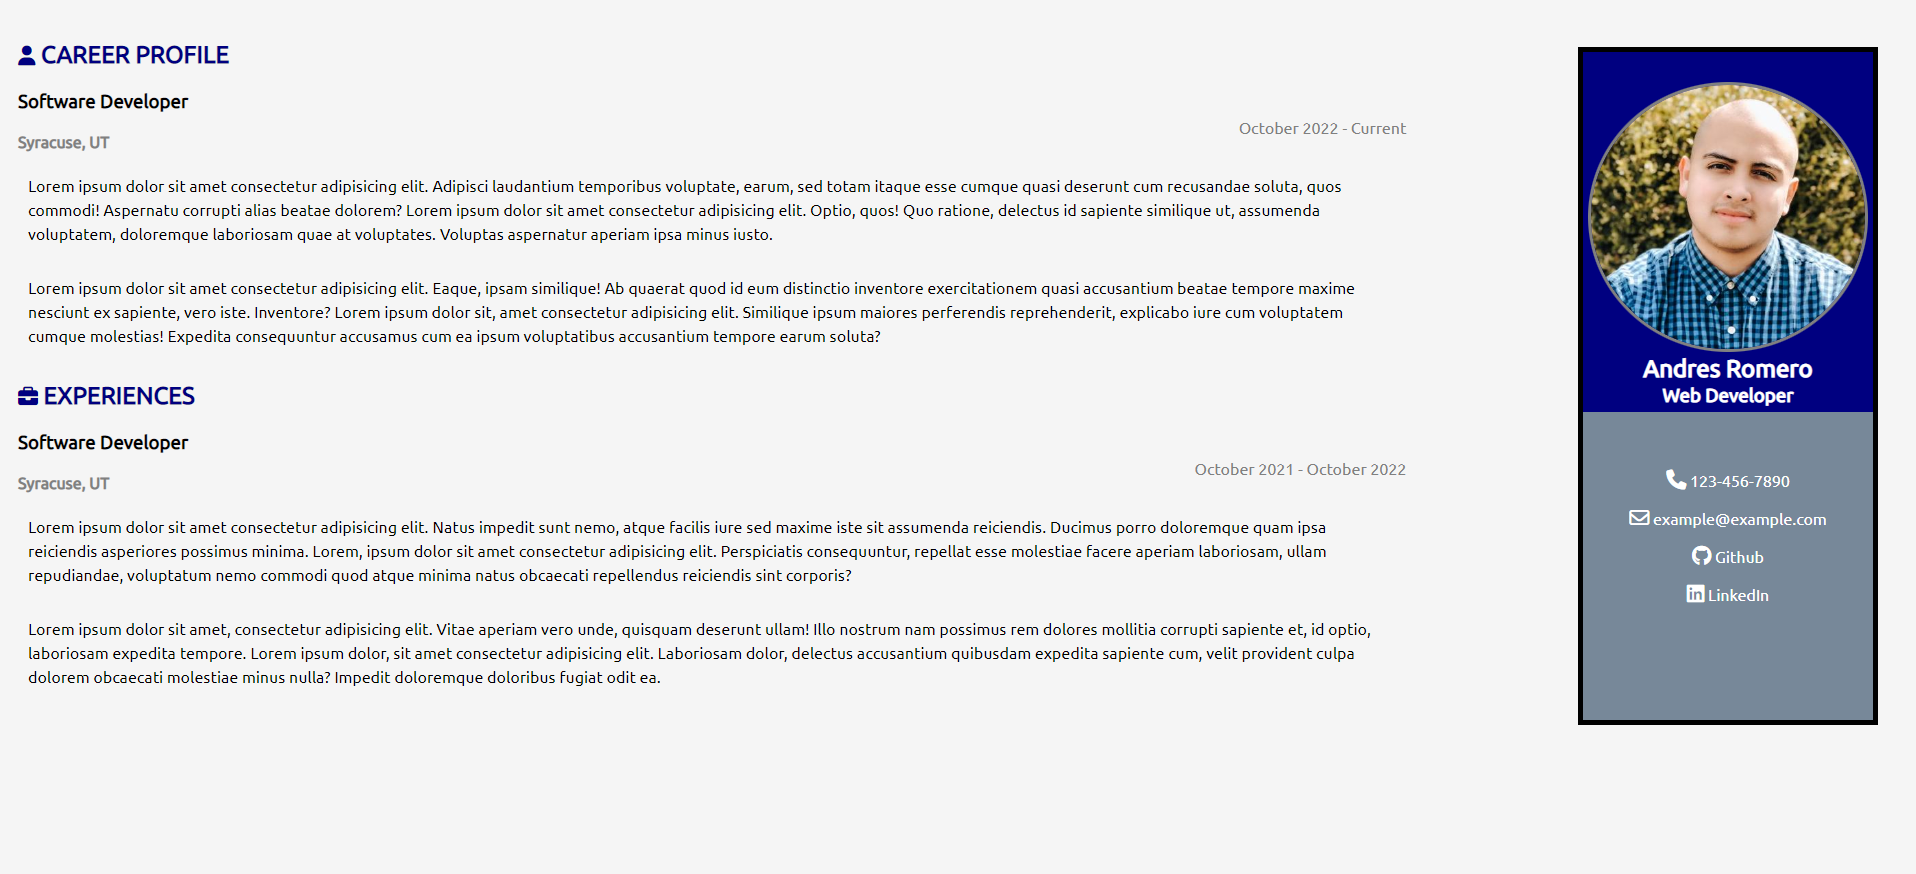 CAREER PROFILE
Software Developer
October 2022 - Current
Syracuse, UT
Lorem ipsum dolor sit amet consectetur adipisicing elit. Adipisci laudantium temporibus voluptate, earum, sed totam itaque esse cumque quasi deserunt cum recusandae soluta, quos
commodi! Aspernatu corrupti alias beatae dolorem? Lorem ipsum dolor sit amet consectetur adipisicing elit. Optio, quos! Quo ratione, delectus id sapiente similique ut, assumenda
voluptatem, doloremque laboriosam quae at voluptates. Voluptas aspernatur aperiam ipsa minus iusto.
Lorem ipsum dolor sit amet consectetur adipisicing elit. Eaque, ipsam similique! Ab quaerat quod id eum distinctio inventore exercitationem quasi accusantium beatae tempore maxime
nesciunt ex sapiente, vero iste. Inventore? Lorem ipsum dolor sit, amet consectetur adipisicing elit. Similique ipsum maiores perferendis reprehenderit, explicabo iure cum voluptatem
cumque molestias! Expedita consequuntur accusamus cum ea ipsum voluptatibus accusantium tempore earum soluta?
EXPERIENCES
Software Developer
October 2021 - October 2022
Syracuse, UT
Lorem ipsum dolor sit amet consectetur adipisicing elit. Natus impedit sunt nemo, atque facilis iure sed maxime iste sit assumenda reiciendis. Ducimus porro doloremque quam ipsa
reiciendis asperiores possimus minima. Lorem, ipsum dolor sit amet consectetur adipisicing elit. Perspiciatis consequuntur, repellat esse molestiae facere aperiam laboriosam, ullam
repudiandae, voluptatum nemo commodi quod atque minima natus obcaecati repellendus reiciendis sint corporis?
Lorem ipsum dolor sit amet, consectetur adipisicing elit. Vitae aperiam vero unde, quisquam deserunt ullam! Illo nostrum nam possimus rem dolores mollitia corrupti sapiente et, id optio,
laboriosam expedita tempore. Lorem ipsum dolor, sit amet consectetur adipisicing elit. Laboriosam dolor, delectus accusantium quibusdam expedita sapiente cum, velit provident culpa
dolorem obcaecati molestiae minus nulla? Impedit doloremque doloribus fugiat odit ea.
Andres Romero
Web Developer
123-456-7890
example@example.com
Github
LinkedIn